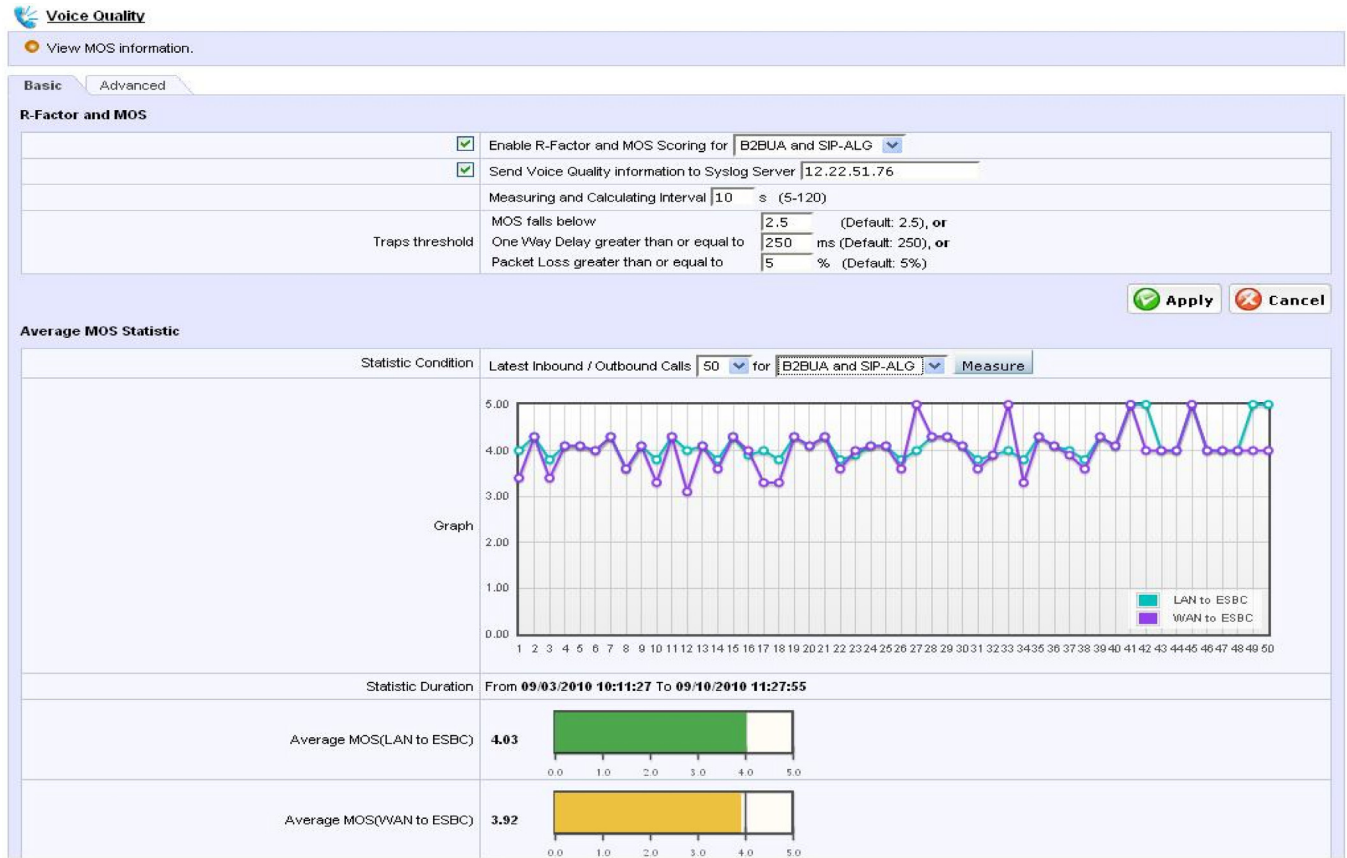 Voice Quality
View MOS information.
Basic Advanced
R-Factor and MOS
Enable R-Factor and MOS Scoring for B2BUA and SIP-ALG
Send Voice Quality information to Syslog Server 12.22.51.76
Measuring and Calculating Interval 10 s (5-120)
Traps threshold
MOS falls below 2.5 (Default: 2.5), or
One Way Delay greater than or equal to 250 ms (Default: 250), or
Packet Loss greater than or equal to 5 % (Default: 5%)
Apply Cancel
Average MOS Statistic
Statistic Condition Latest Inbound / Outbound Calls 50 for B2BUA and SIP-ALG Measure
Graph
5.00
4.00
3.00
2.00
1.00
0.00
LAN to ESBC
WAN to ESBC
1 2 3 4 5 6 7 8 9 10 11 12 13 14 15 16 17 18 19 20 21 22 23 24 25 26 27 28 29 30 31 32 33 34 35 36 37 38 39 40 41 42 43 44 45 46 47 48 49 50
Statistic Duration From 09/03/2010 10:11:27 To 09/10/2010 11:27:55
Average MOS(LAN to ESBC) 4.03
0.0 1.0 2.0 3.0 4.0 5.0
Average MOS(WAN to ESBC) 3.92
0.0 1.0 2.0 3.0 4.0 5.0